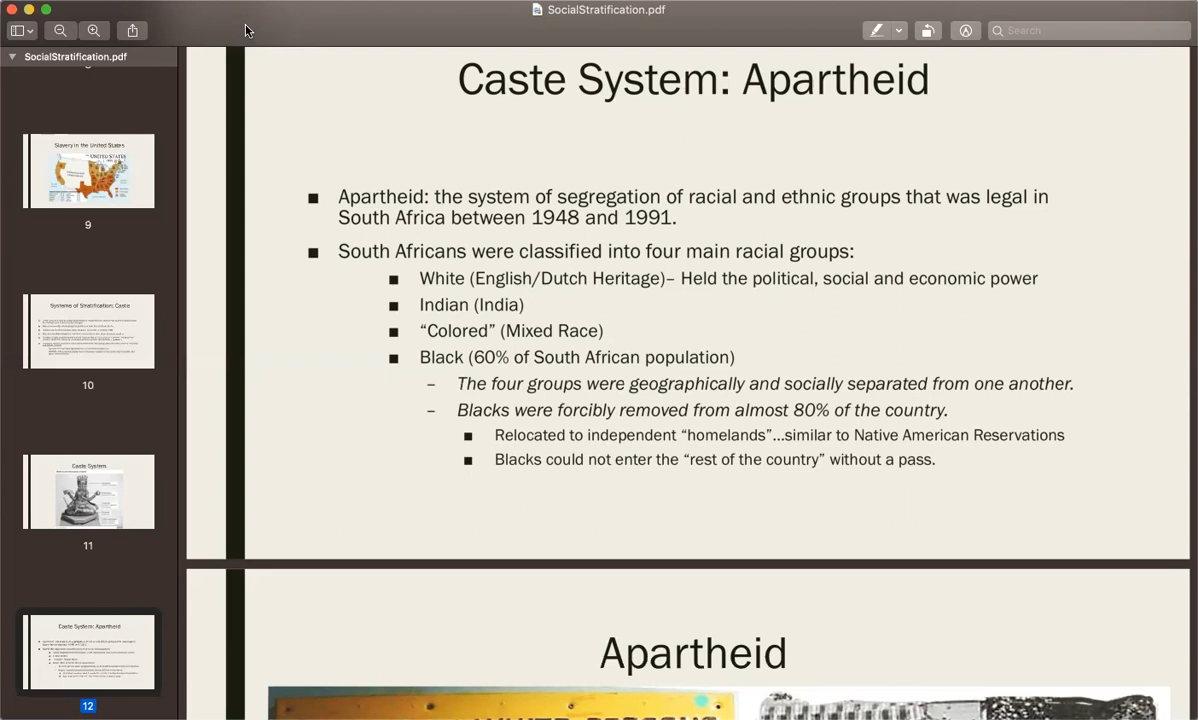 SocialStratification.pdf
Search
SocialStratification.pdf
Slavery in the United States
UNITED STATES
9
Systems of Stratification: Caste
10
Caste System
11
Caste System: Apartheid
12
Caste System: Apartheid
■ Apartheid: the system of segregation of racial and ethnic groups that was legal in
South Africa between 1948 and 1991.
■ South Africans were classified into four main racial groups:
■ White (English/Dutch Heritage)– Held the political, social and economic power
■ Indian (India)
■ “Colored” (Mixed Race)
■ Black (60% of South African population)
– The four groups were geographically and socially separated from one another.
– Blacks were forcibly removed from almost 80% of the country.
■ Relocated to independent “homelands”...similar to Native American Reservations
■ Blacks could not enter the “rest of the country” without a pass.
Apartheid